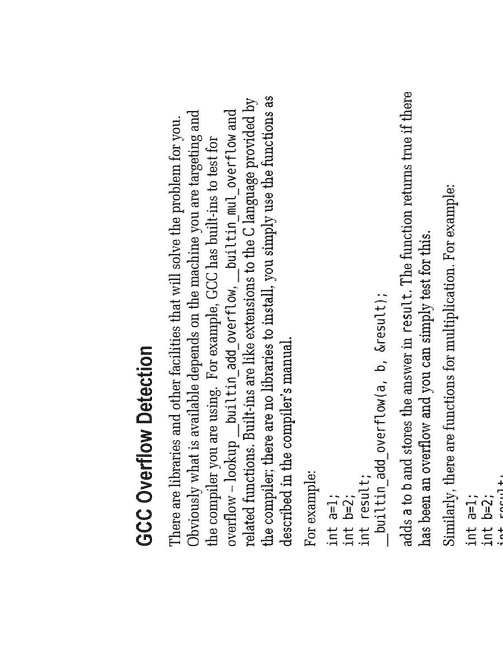 GCC Overflow Detection
There are libraries and other facilities that will solve the problem for you.
Obviously what is available depends on the machine you are targeting and
the compiler you are using. For example, GCC has built-ins to test for
overflow – lookup __builtin_add_overflow, __builtin_mul_overflow and
related functions. Built-ins are like extensions to the C language provided by
the compiler; there are no libraries to install, you simply use the functions as
described in the compiler's manual.
For example:
int a=1;
int b=2;
int result;
__builtin_add_overflow(a, b, &result);
adds a to b and stores the answer in result. The function returns true if there
has been an overflow and you can simply test for this.
Similarly, there are functions for multiplication. For example:
int a=1;
int b=2;
int result;